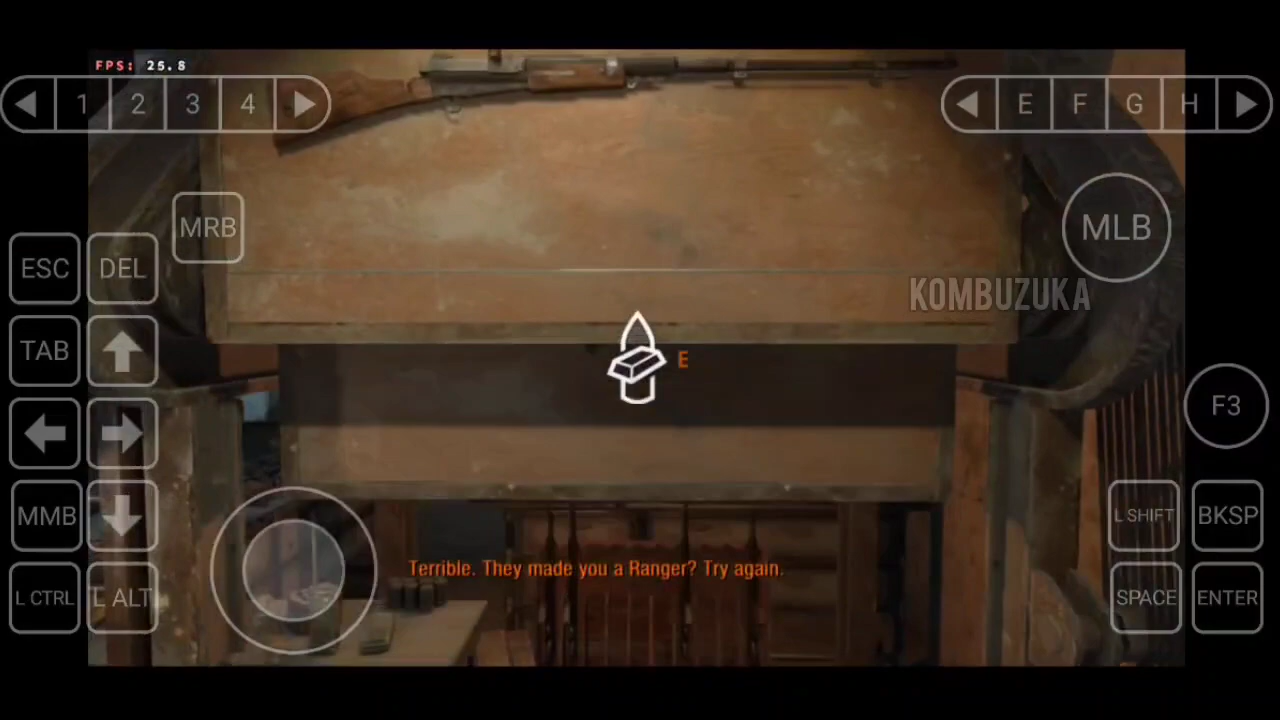 FPS: 25.8
1 2 3 4
E F G H
MRB
MLB
ESC DEL
KOMBUZUKA
TAB
E
F3
MMB
L SHIFT BKSP
Terrible. They made you a Ranger? Try again.
L CTRL L ALT
SPACE ENTER